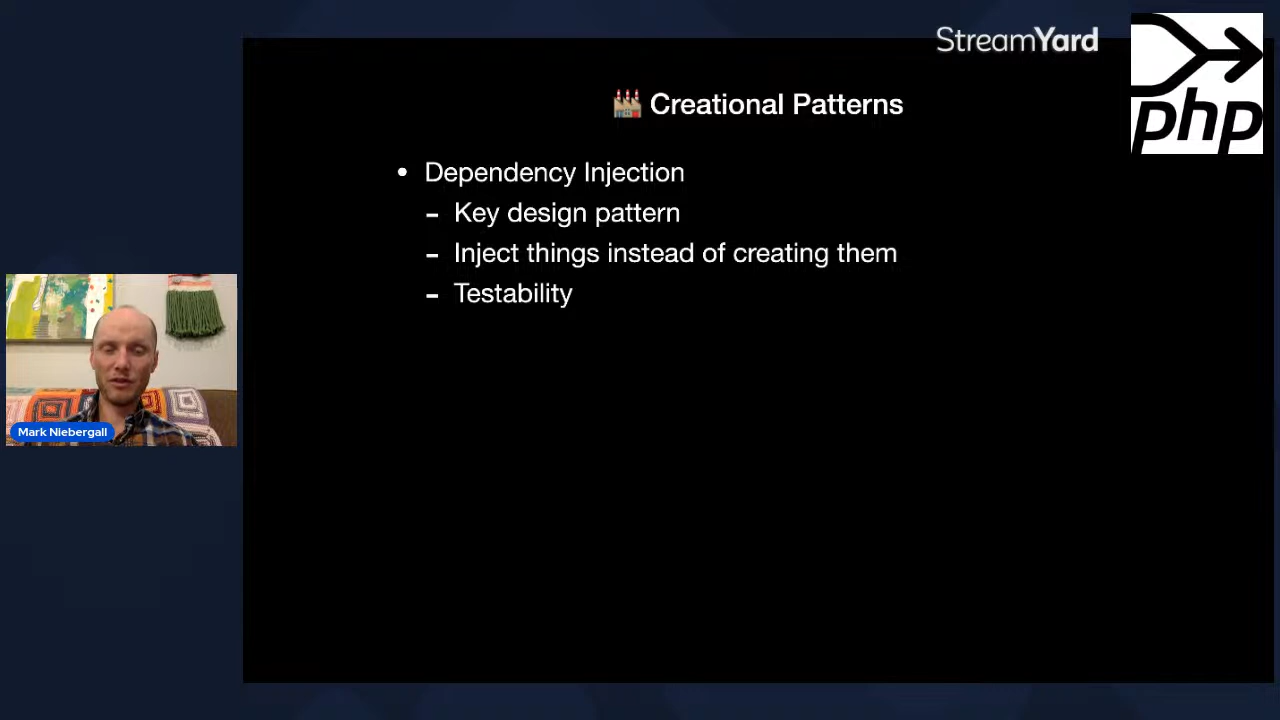 StreamYard
php
🏭 Creational Patterns
• Dependency Injection
- Key design pattern
- Inject things instead of creating them
- Testability
Mark Niebergall